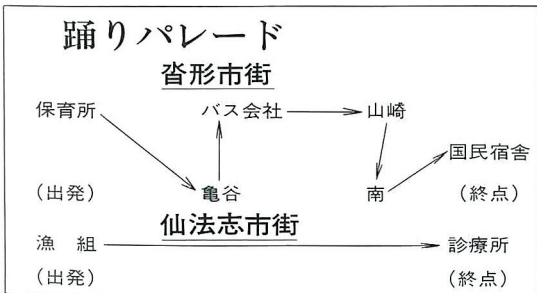 踊りパレード
沓形市街
保育所 バス会社 山崎
国民宿舎
(出発) 亀谷 南 (終点)
仙法志市街
漁 組 診療所
(出発) (終点)